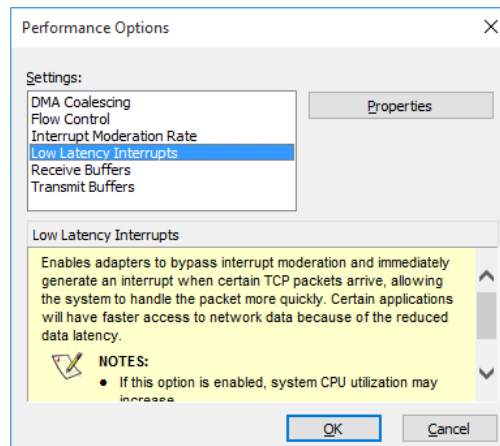 Performance Options
Settings:
DMA Coalescing
Flow Control
Interrupt Moderation Rate
Low Latency Interrupts
Receive Buffers
Transmit Buffers
Properties
Low Latency Interrupts
Enables adapters to bypass interrupt moderation and immediately
generate an interrupt when certain TCP packets arrive, allowing
the system to handle the packet more quickly. Certain applications
will have faster access to network data because of the reduced
data latency.
NOTES:
• If this option is enabled, system CPU utilization may
increase
OK
Cancel